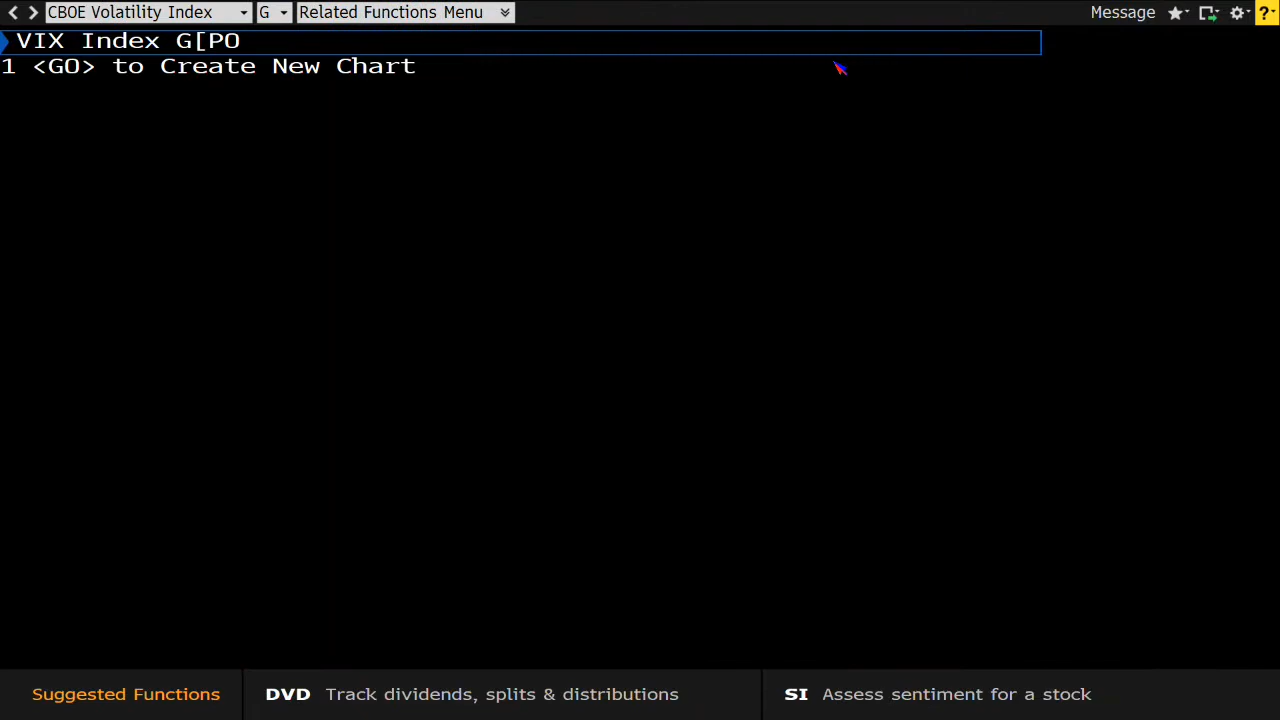 CBOE Volatility Index G Related Functions Menu Message ?
VIX Index G[PO
1 <GO> to Create New Chart
Suggested Functions DVD Track dividends, splits & distributions SI Assess sentiment for a stock